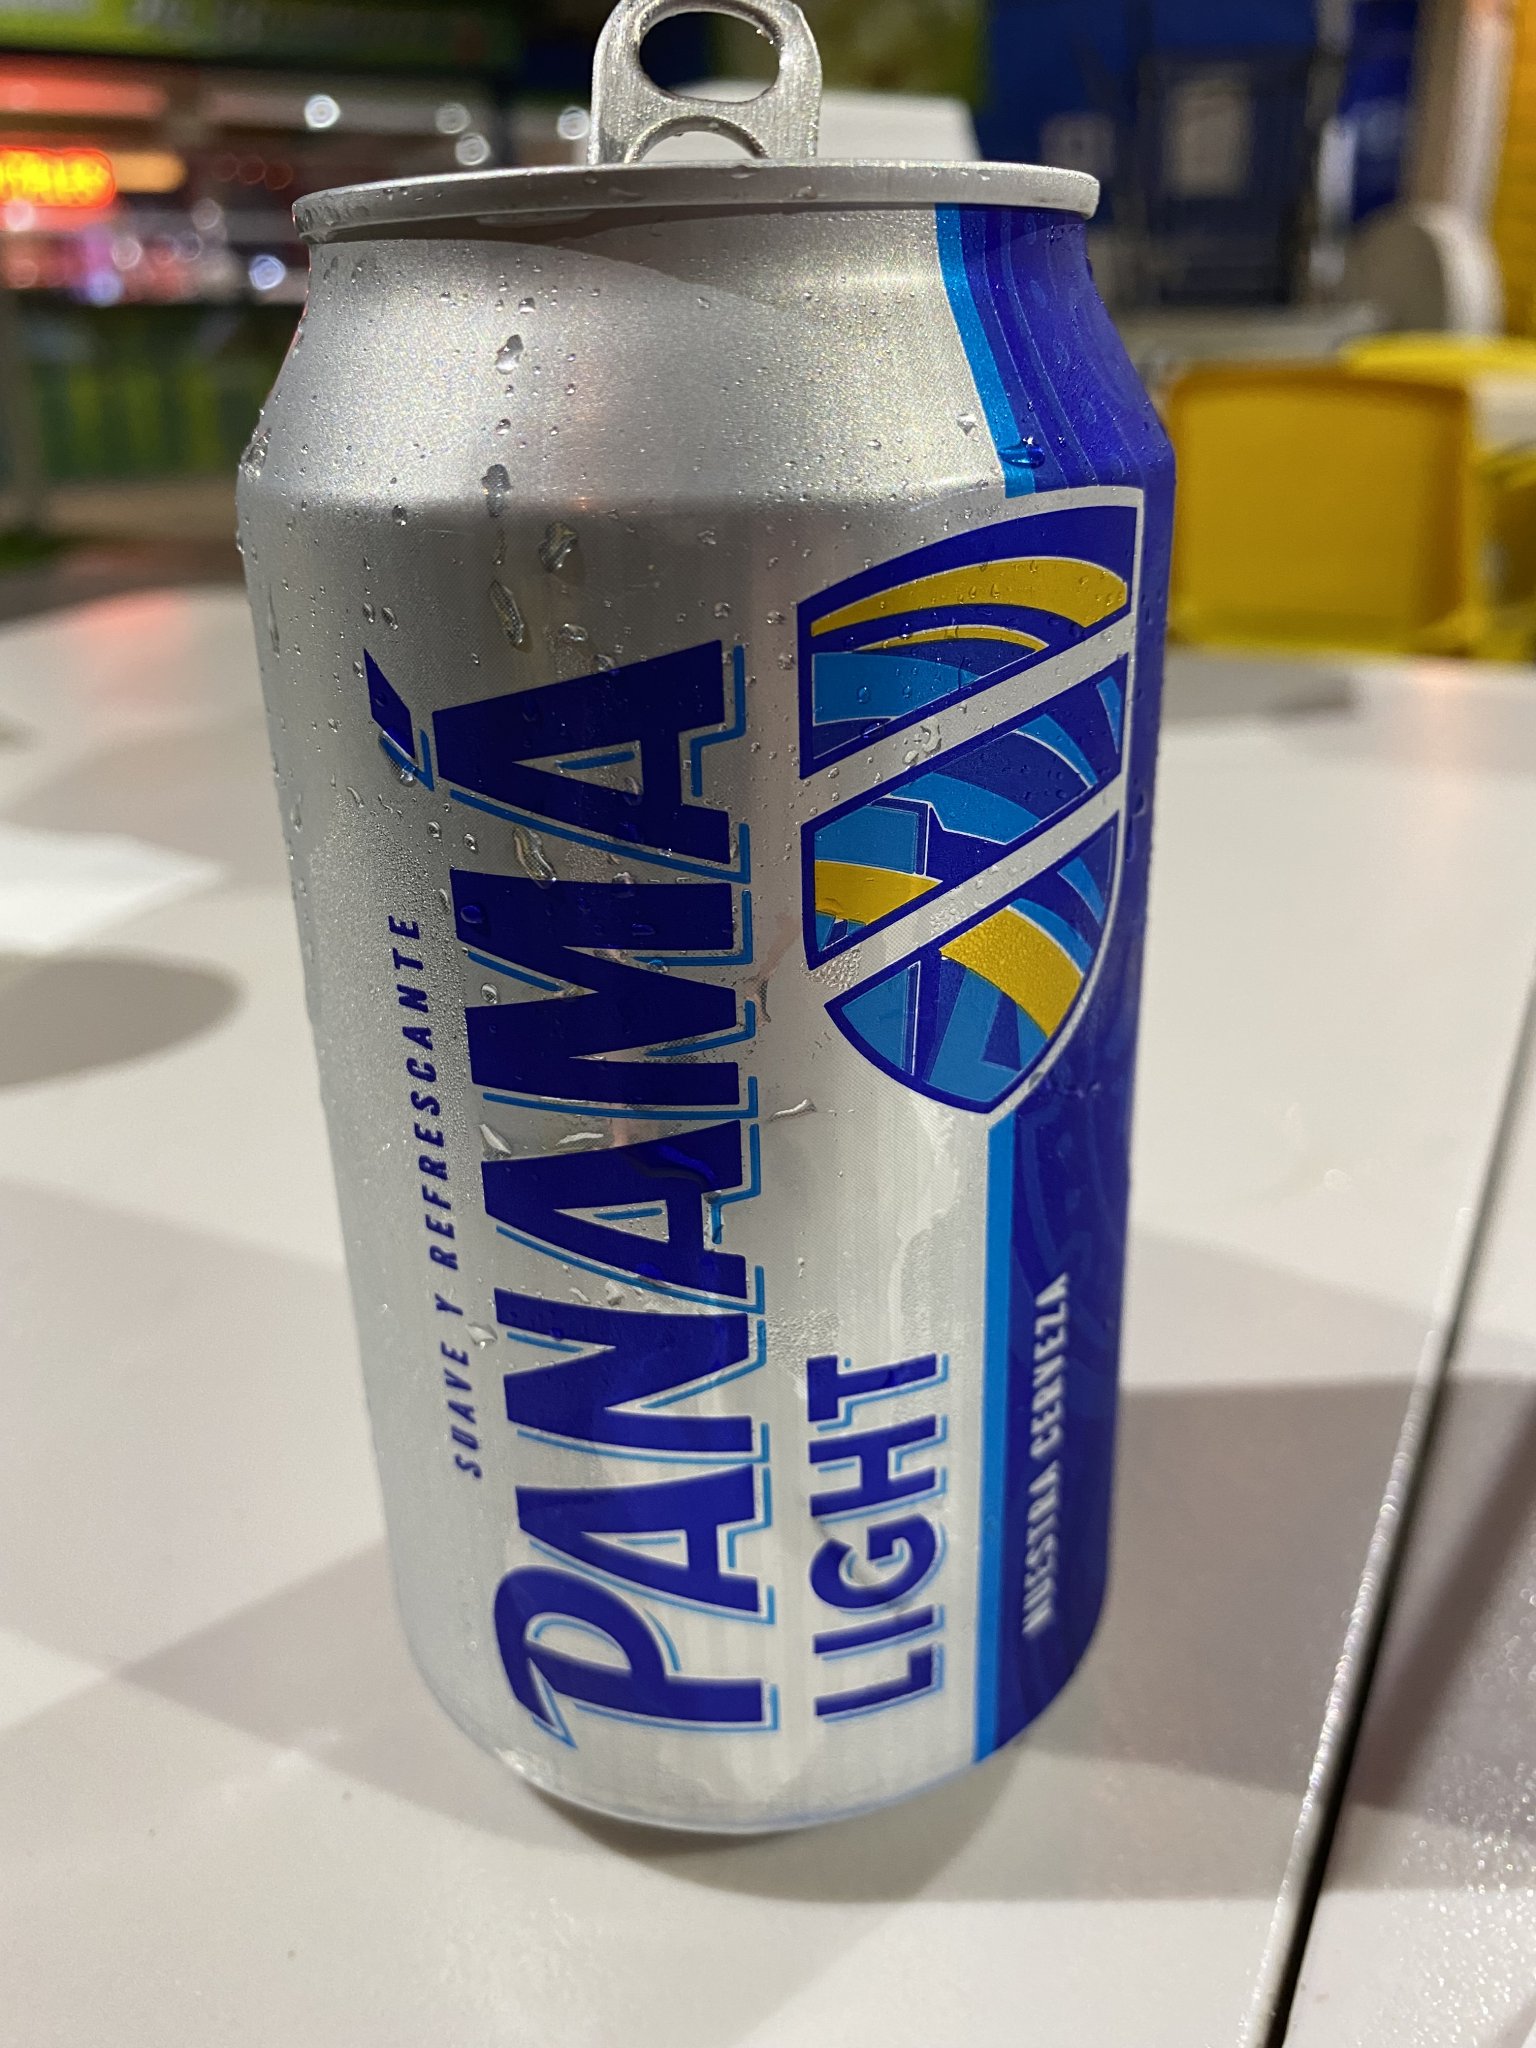 SUAVE Y REFRESCANTE
PANAMÁ
LIGHT
NUESTRA CERVEZA